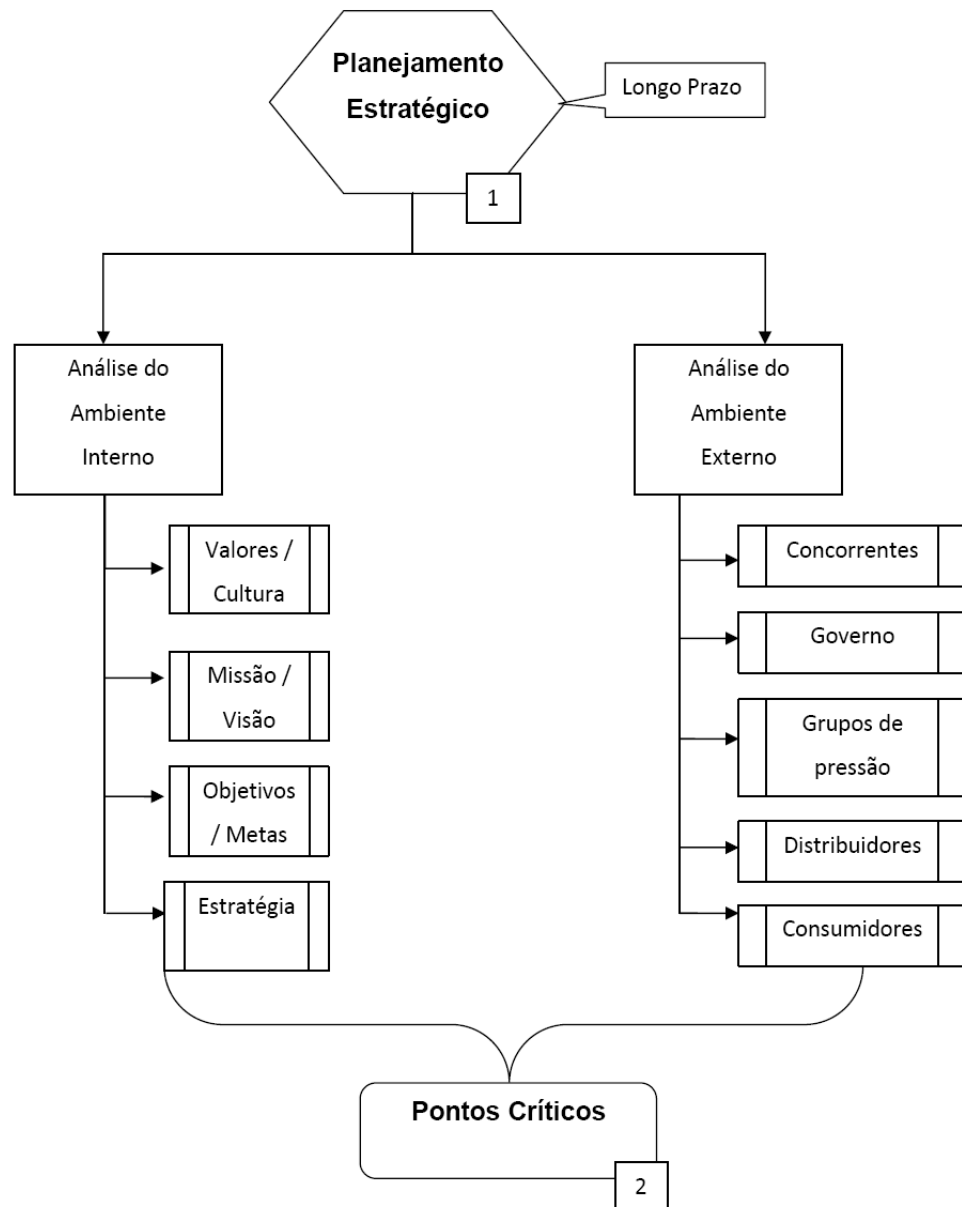 Planejamento
Estratégico
Longo Prazo
1
Análise do
Ambiente
Interno
Análise do
Ambiente
Externo
Valores /
Cultura
Missão /
Visão
Objetivos
/ Metas
Estratégia
Concorrentes
Governo
Grupos de
pressão
Distribuidores
Consumidores
Pontos Críticos
2